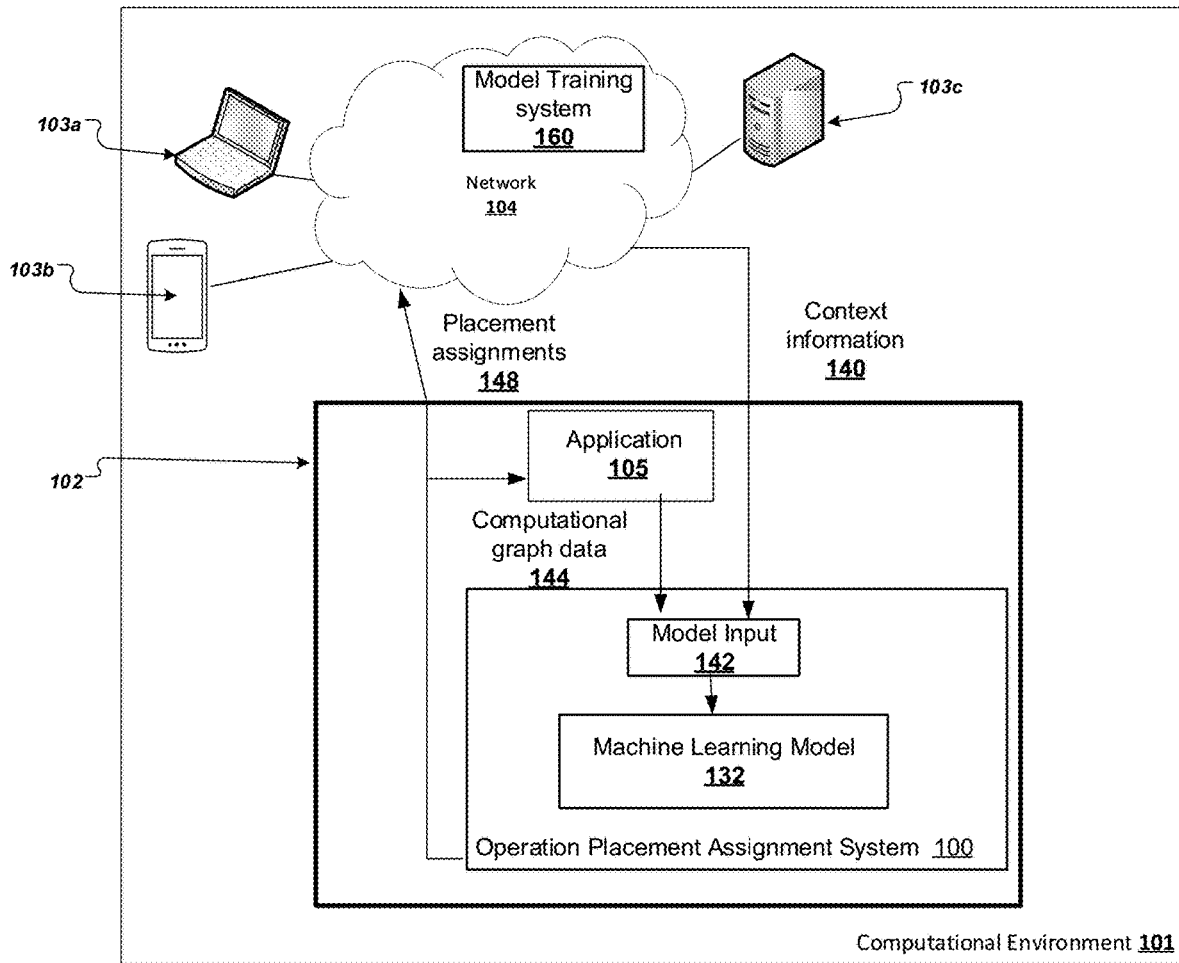 Model Training
system
160
103a
103c
Network
104
103b
Placement
assignments
148
Context
information
140
Application
105
102
Computational
graph data
144
Model Input
142
Machine Learning Model
132
Operation Placement Assignment System 100
Computational Environment 101